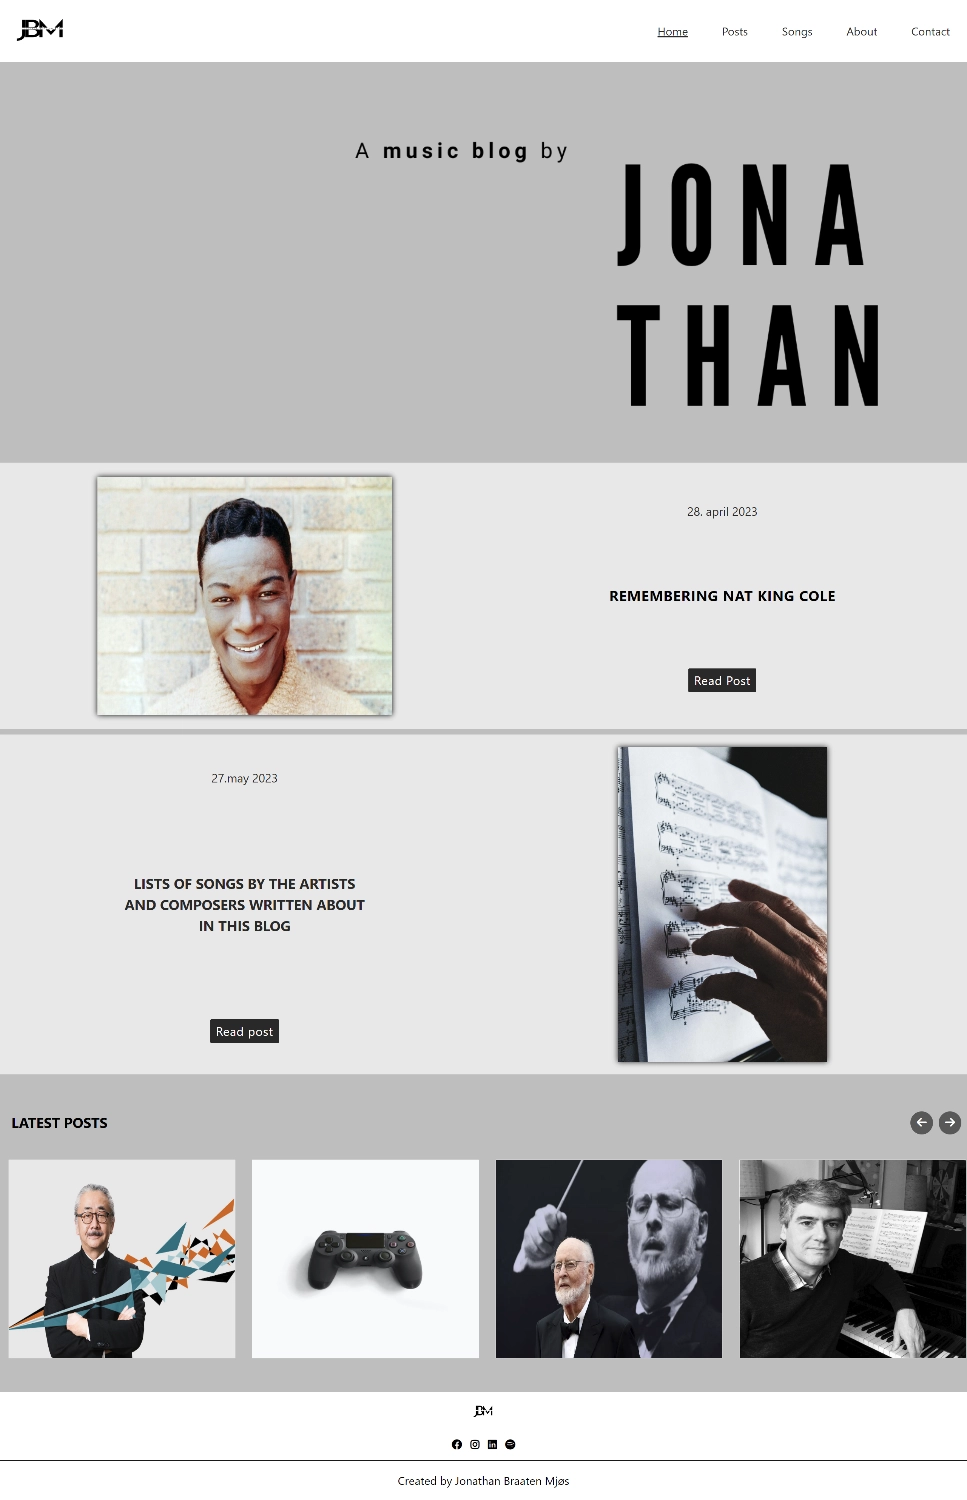 JBM
Home
Posts
Songs
About
Contact
A music blog by
JONA
THAN
28. april 2023
REMEMBERING NAT KING COLE
Read Post
27.may 2023
LISTS OF SONGS BY THE ARTISTS
AND COMPOSERS WRITTEN ABOUT
IN THIS BLOG
Read post
LATEST POSTS
JBM
Created by Jonathan Braaten Mjøs